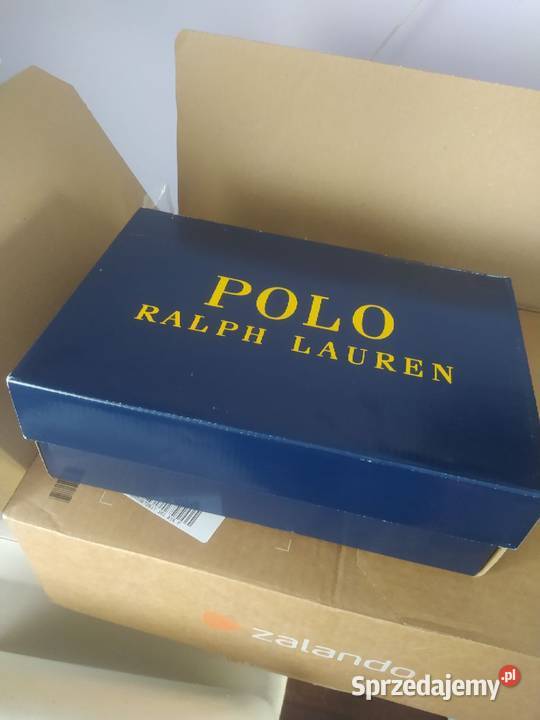 POLO
RALPH LAUREN
zalando
Sprzedajemy.pl